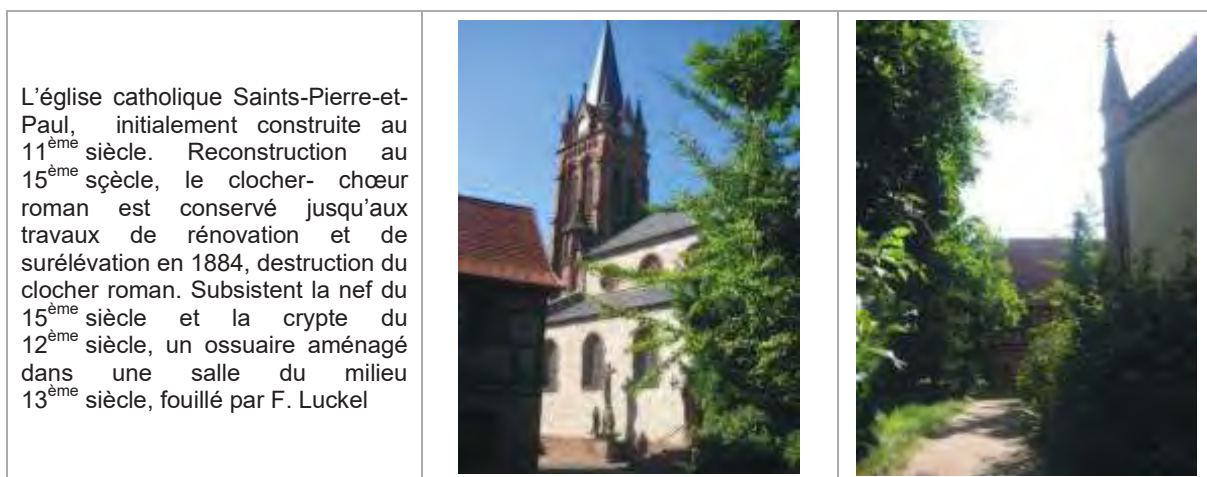 L'église catholique Saints-Pierre-et-
Paul, initialement construite au
11ème siècle. Reconstruction au
15ème sçècle, le clocher- chœur
roman est conservé jusqu'aux
travaux de rénovation et de
surélévation en 1884, destruction du
clocher roman. Subsistent la nef du
15ème siècle et la crypte du
12ème siècle, un ossuaire aménagé
dans une salle du milieu
13ème siècle, fouillé par F. Luckel